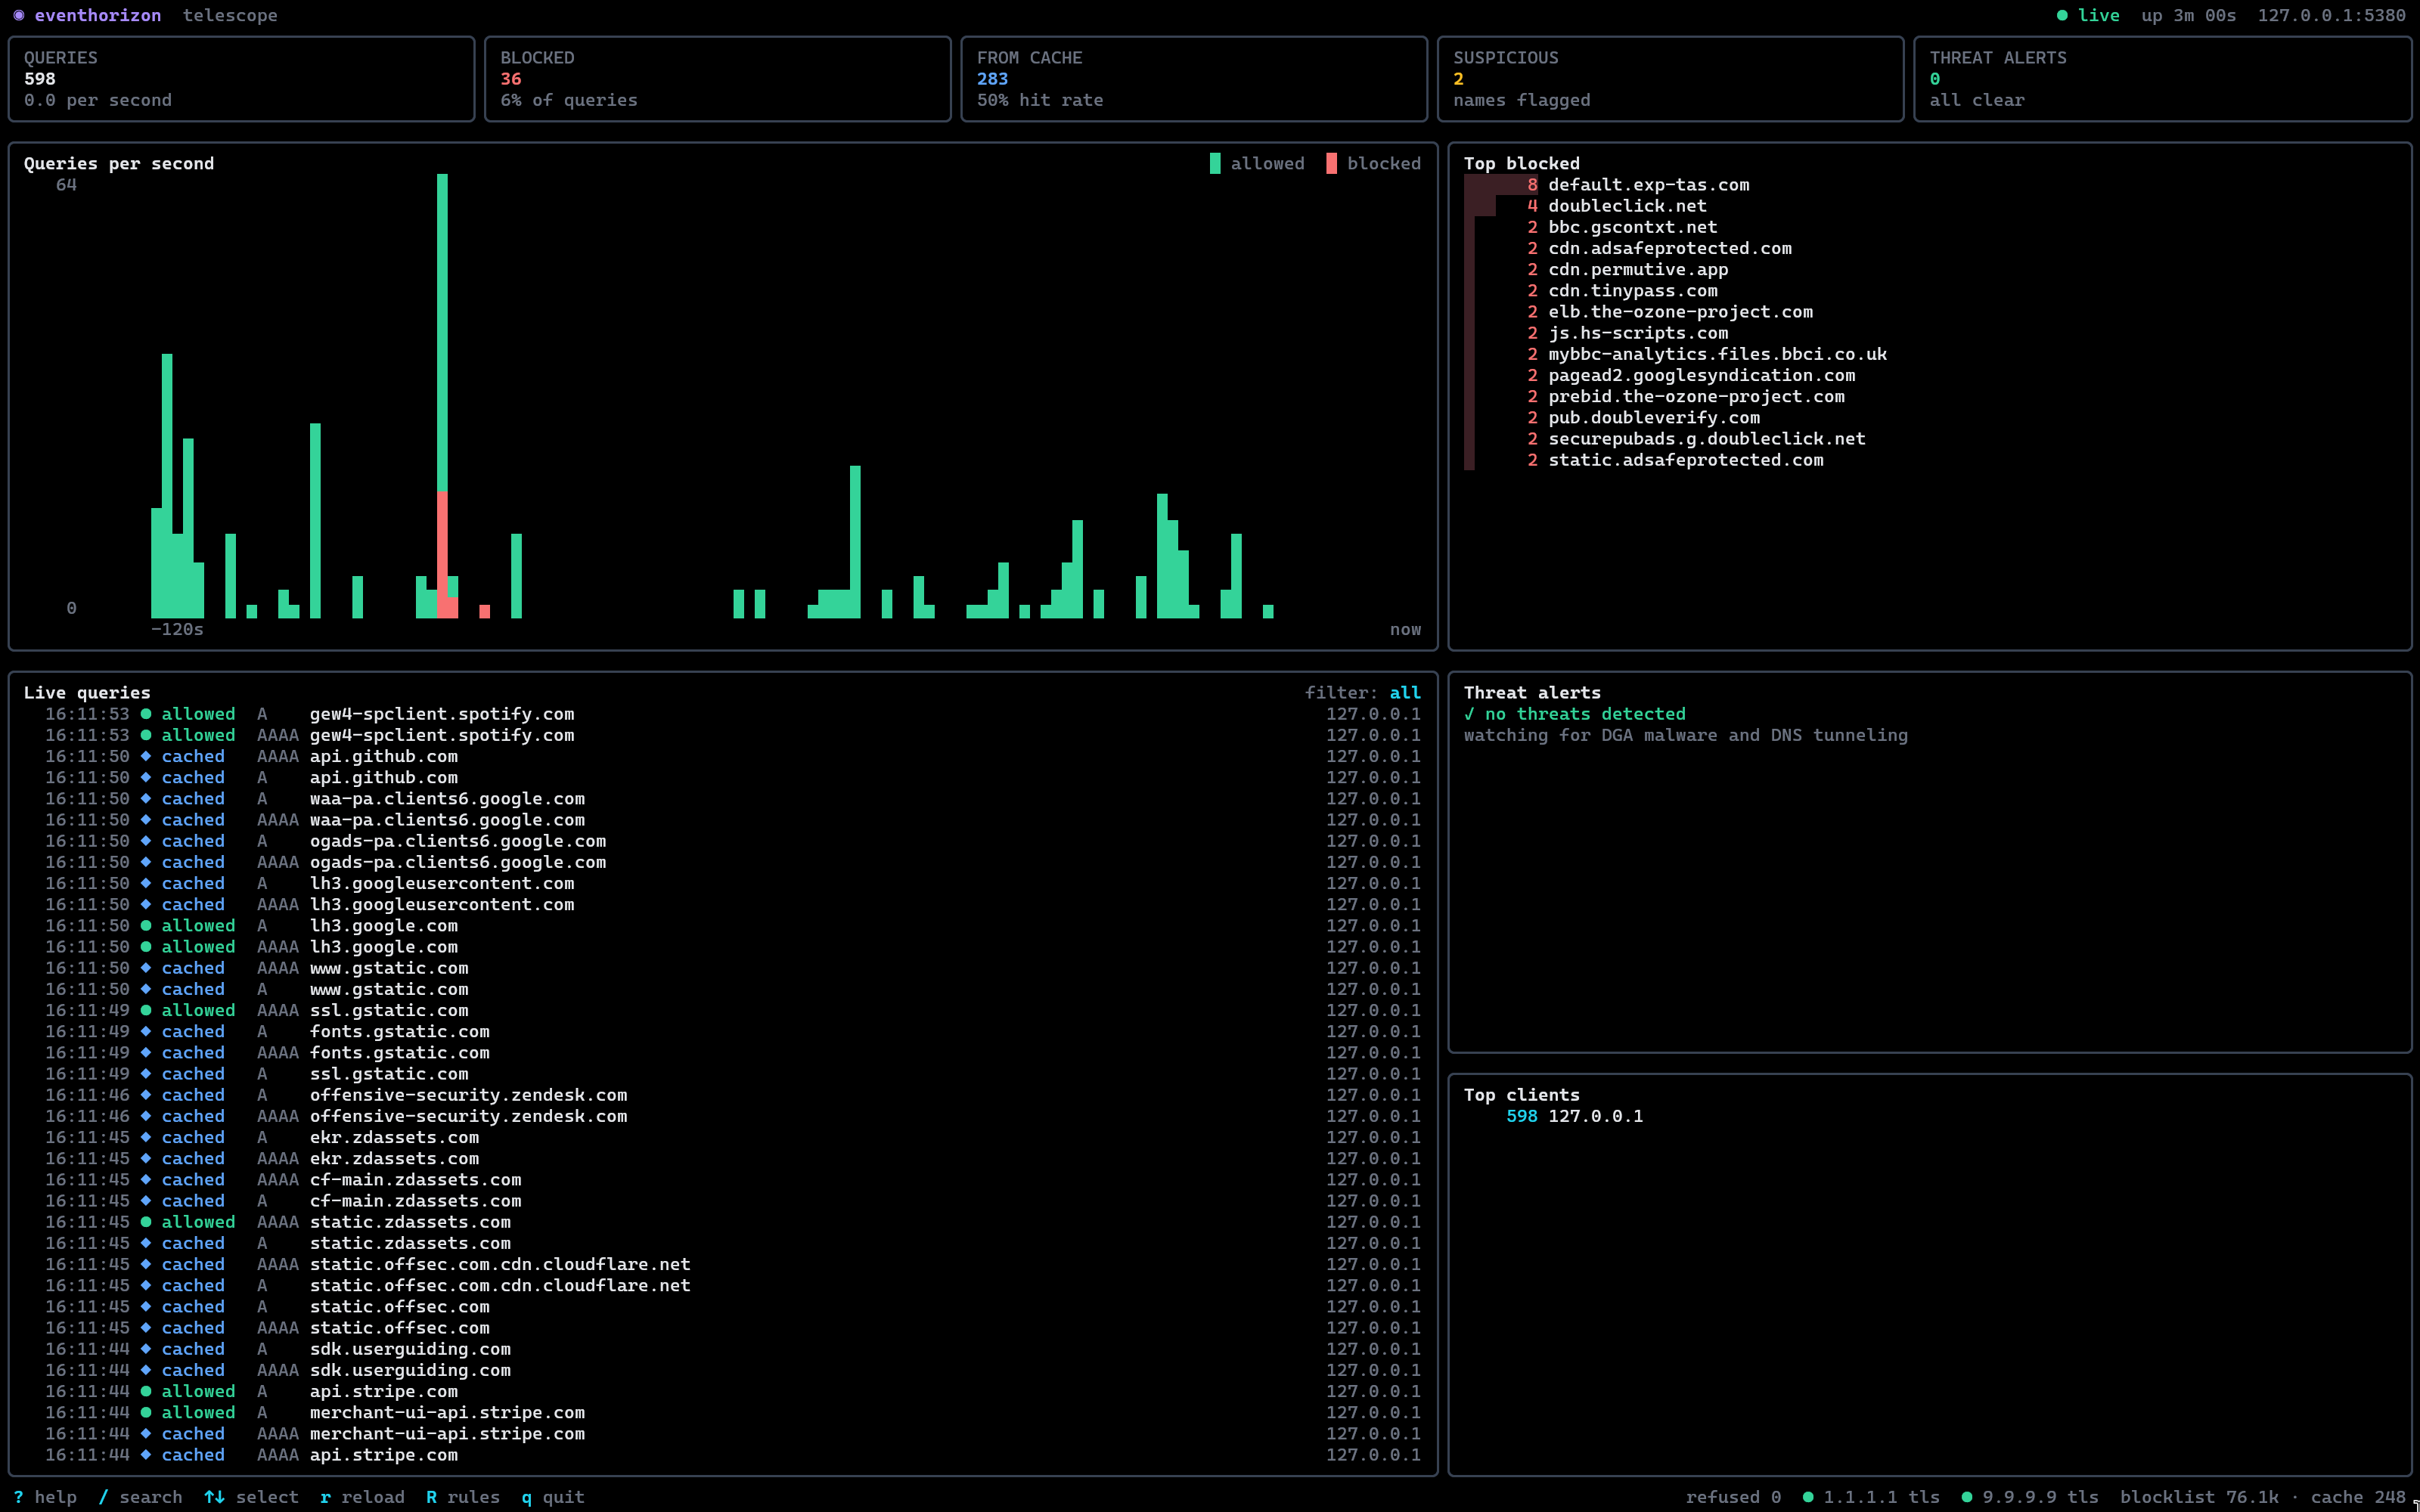 ◉ eventhorizon telescope ● live up 3m 00s 127.0.0.1:5380
QUERIES
598
0.0 per second
BLOCKED
36
6% of queries
FROM CACHE
283
50% hit rate
SUSPICIOUS
2
names flagged
THREAT ALERTS
0
all clear
Queries per second allowed blocked
64
0
-120s now
Top blocked
8 default.exp-tas.com
4 doubleclick.net
2 bbc.gscontxt.net
2 cdn.adsafeprotected.com
2 cdn.permutive.app
2 cdn.tinypass.com
2 elb.the-ozone-project.com
2 js.hs-scripts.com
2 mybbc-analytics.files.bbci.co.uk
2 pagead2.googlesyndication.com
2 prebid.the-ozone-project.com
2 pub.doubleverify.com
2 securepubads.g.doubleclick.net
2 static.adsafeprotected.com
Live queries filter: all
16:11:53 ● allowed A gew4-spclient.spotify.com 127.0.0.1
16:11:53 ● allowed AAAA gew4-spclient.spotify.com 127.0.0.1
16:11:50 ◆ cached AAAA api.github.com 127.0.0.1
16:11:50 ◆ cached A api.github.com 127.0.0.1
16:11:50 ◆ cached A waa-pa.clients6.google.com 127.0.0.1
16:11:50 ◆ cached AAAA waa-pa.clients6.google.com 127.0.0.1
16:11:50 ◆ cached A ogads-pa.clients6.google.com 127.0.0.1
16:11:50 ◆ cached AAAA ogads-pa.clients6.google.com 127.0.0.1
16:11:50 ◆ cached A lh3.googleusercontent.com 127.0.0.1
16:11:50 ◆ cached AAAA lh3.googleusercontent.com 127.0.0.1
16:11:50 ● allowed A lh3.google.com 127.0.0.1
16:11:50 ● allowed AAAA lh3.google.com 127.0.0.1
16:11:50 ◆ cached AAAA www.gstatic.com 127.0.0.1
16:11:50 ◆ cached A www.gstatic.com 127.0.0.1
16:11:49 ● allowed AAAA ssl.gstatic.com 127.0.0.1
16:11:49 ◆ cached A fonts.gstatic.com 127.0.0.1
16:11:49 ◆ cached AAAA fonts.gstatic.com 127.0.0.1
16:11:49 ◆ cached A ssl.gstatic.com 127.0.0.1
16:11:46 ◆ cached A offensive-security.zendesk.com 127.0.0.1
16:11:46 ◆ cached AAAA offensive-security.zendesk.com 127.0.0.1
16:11:45 ◆ cached A ekr.zdassets.com 127.0.0.1
16:11:45 ◆ cached AAAA ekr.zdassets.com 127.0.0.1
16:11:45 ◆ cached AAAA cf-main.zdassets.com 127.0.0.1
16:11:45 ◆ cached A cf-main.zdassets.com 127.0.0.1
16:11:45 ● allowed AAAA static.zdassets.com 127.0.0.1
16:11:45 ◆ cached A static.zdassets.com 127.0.0.1
16:11:45 ◆ cached AAAA static.offsec.com.cdn.cloudflare.net 127.0.0.1
16:11:45 ◆ cached A static.offsec.com.cdn.cloudflare.net 127.0.0.1
16:11:45 ◆ cached A static.offsec.com 127.0.0.1
16:11:45 ◆ cached AAAA static.offsec.com 127.0.0.1
16:11:44 ◆ cached A sdk.userguiding.com 127.0.0.1
16:11:44 ◆ cached AAAA sdk.userguiding.com 127.0.0.1
16:11:44 ● allowed A api.stripe.com 127.0.0.1
16:11:44 ● allowed A merchant-ui-api.stripe.com 127.0.0.1
16:11:44 ◆ cached AAAA merchant-ui-api.stripe.com 127.0.0.1
16:11:44 ◆ cached AAAA api.stripe.com 127.0.0.1
Threat alerts
✓ no threats detected
watching for DGA malware and DNS tunneling
Top clients
598 127.0.0.1
? help / search ↑↓ select r reload R rules q quit refused 0 ● 1.1.1.1 tls ● 9.9.9.9 tls blocklist 76.1k · cache 248